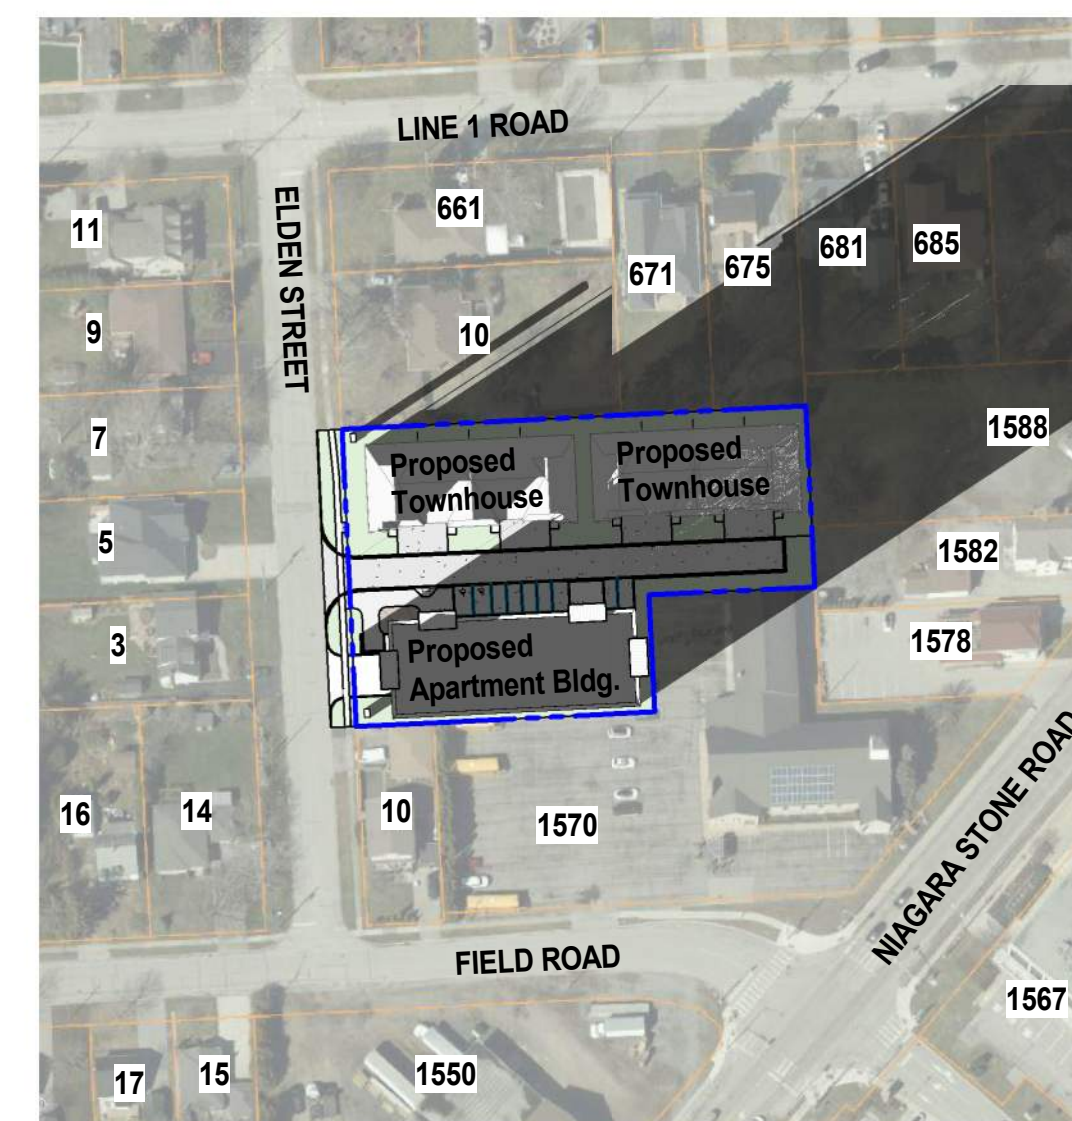 LINE 1 ROAD
ELDEN STREET
661
11
671
675
681
685
9
10
7
1588
Proposed
Townhouse
Proposed
Townhouse
5
1582
3
1578
Proposed
Apartment Bldg.
16
14
10
1570
NIAGARA STONE ROAD
FIELD ROAD
1567
17
15
1550